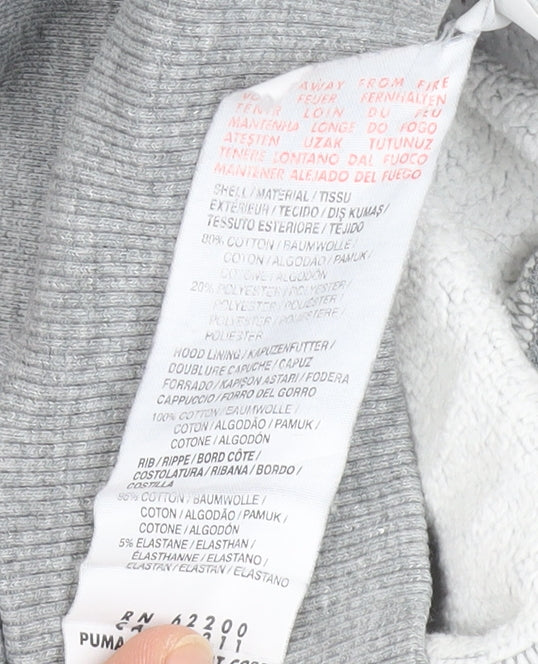 AWAY FROM FIRE
VOR FEUER FERNHALTEN
TENIR LOIN DU FEU
MANTENHA LONGE DO FOGO
ATEŞTEN UZAK TUTUNUZ
TENERE LONTANO DAL FUOCO
MANTENER ALEJADO DEL FUEGO
SHELL / MATERIAL / TISSU
EXTERIEUR / TECIDO / DIŞ KUMAŞ /
TESSUTO ESTERIORE / TEJIDO
80% COTTON / BAUMWOLLE /
COTON / ALGODÃO / PAMUK /
COTONE / ALGODON
20% POLYESTER / POLYESTER /
POLYESTER / POLIÉSTER /
POLYESTER / POLIESTERE /
POLIESTER
HOOD LINING / KAPUZENFUTTER /
DOUBLURE CAPUCHE / CAPUZ
FORRADO / KAPIŞON ASTARI / FODERA
CAPPUCCIO / FORRO DEL GORRO
100% COTTON / BAUMWOLLE /
COTON / ALGODÃO / PAMUK /
COTONE / ALGODÓN
RIB / RIPPE / BORD CÔTE /
COSTOLATURA / RIBANA / BORDO /
COSTILLA
95% COTTON / BAUMWOLLE /
COTON / ALGODÃO / PAMUK /
COTONE / ALGODÓN
5% ELASTANE / ELASTHAN /
ÉLASTHANNE / ELASTANO /
ELASTAN / ELASTAN / ELASTANO
RN 62200
PUMA